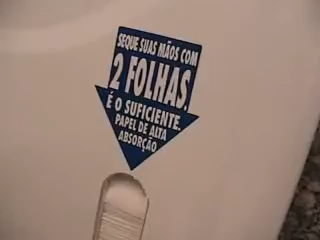 SEQUE SUAS MÃOS COM
2 FOLHAS.
É O SUFICIENTE.
PAPEL DE ALTA
ABSORÇÃO